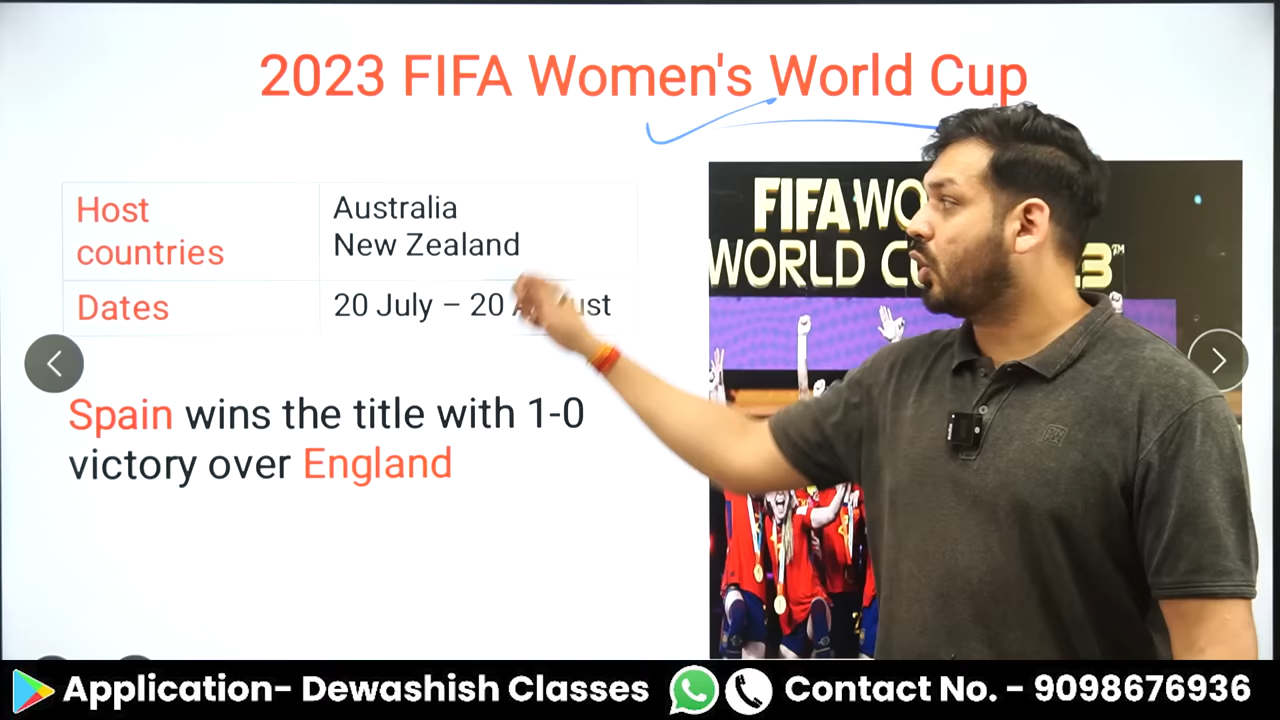 2023 FIFA Women's World Cup
Host
countries
Australia
New Zealand
Dates
20 July – 20
Spain wins the title with 1-0
victory over England
FIFA
WORLD
Application- Dewashish Classes
Contact No. - 9098676936